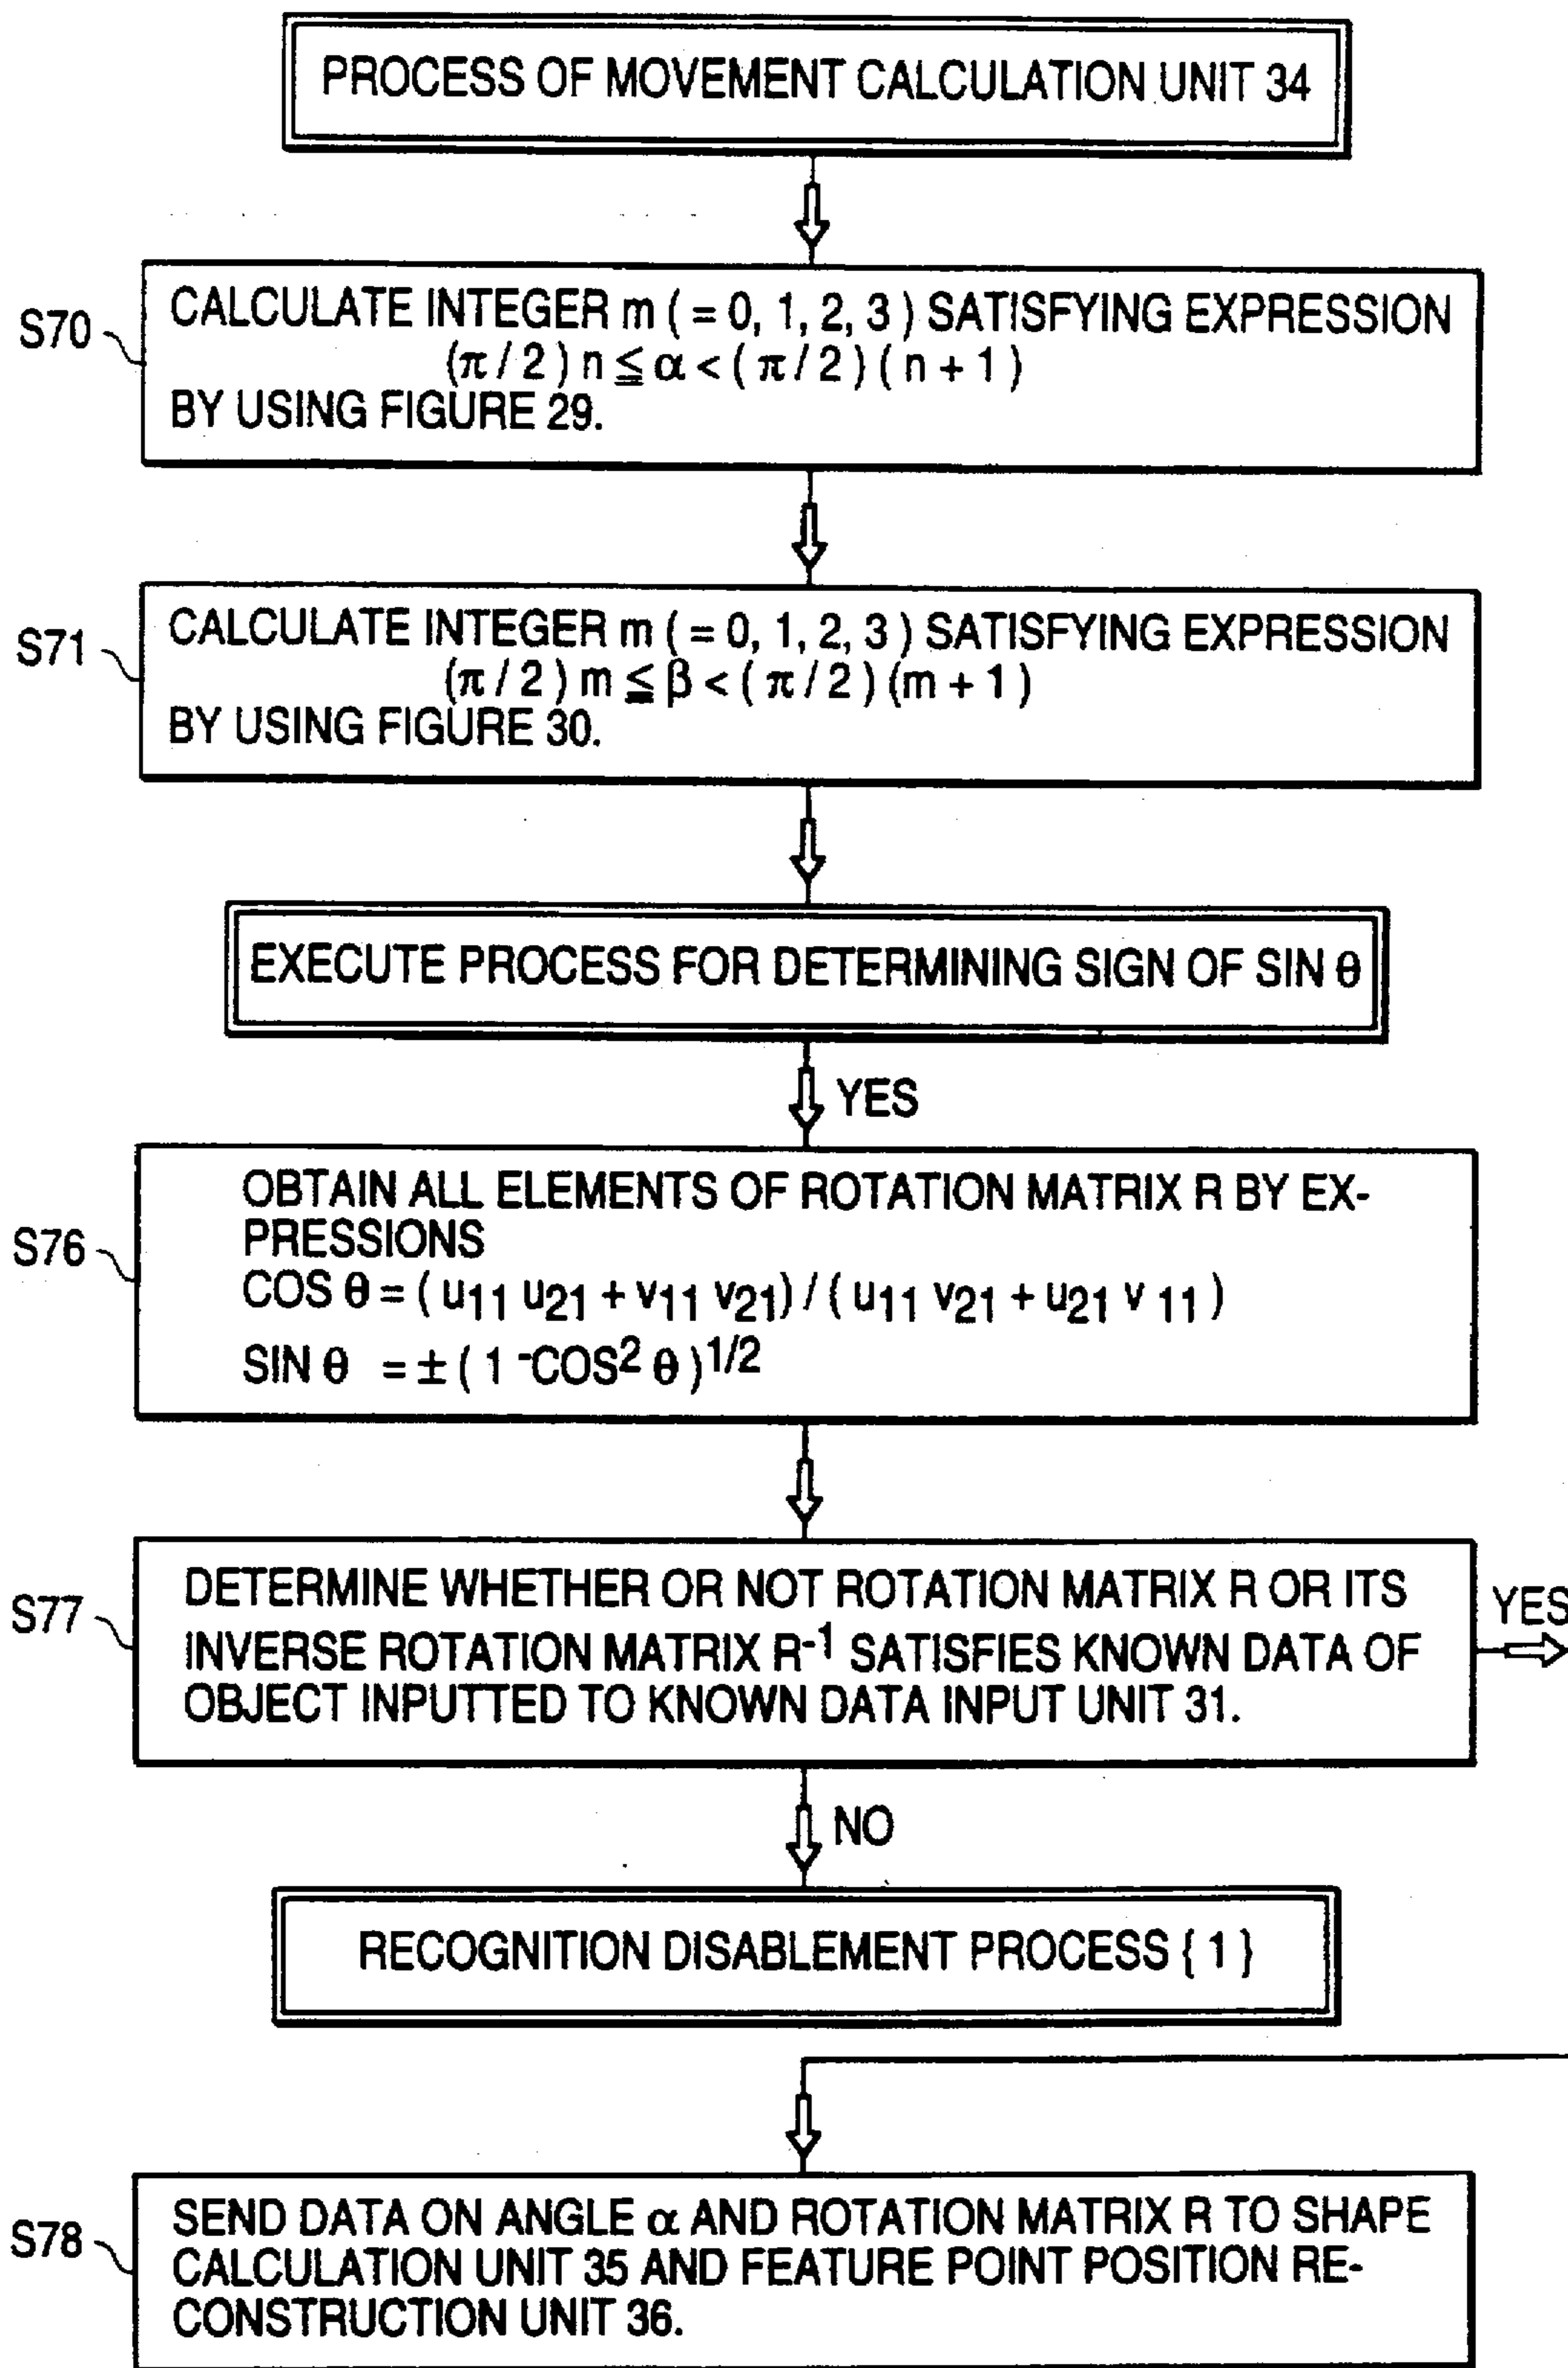 PROCESS OF MOVEMENT CALCULATION UNIT 34
S70
CALCULATE INTEGER m ( = 0, 1, 2, 3 ) SATISFYING EXPRESSION
(π / 2 ) n ≦ α < ( π / 2 ) ( n + 1 )
BY USING FIGURE 29.
S71
CALCULATE INTEGER m ( = 0, 1, 2, 3 ) SATISFYING EXPRESSION
(π / 2 ) m ≦ β < ( π / 2 ) (m + 1 )
BY USING FIGURE 30.
EXECUTE PROCESS FOR DETERMINING SIGN OF SIN θ
YES
S76
OBTAIN ALL ELEMENTS OF ROTATION MATRIX R BY EX-
PRESSIONS
COS θ = ( u₁₁ u₂₁ + v₁₁ v₂₁) / ( u₁₁ v₂₁ + u₂₁ v ₁₁ )
SIN θ = ± ( 1 -COS² θ )^1/2
S77
DETERMINE WHETHER OR NOT ROTATION MATRIX R OR ITS
INVERSE ROTATION MATRIX R⁻¹ SATISFIES KNOWN DATA OF
OBJECT INPUTTED TO KNOWN DATA INPUT UNIT 31.
YES
NO
RECOGNITION DISABLEMENT PROCESS { 1 }
S78
SEND DATA ON ANGLE α AND ROTATION MATRIX R TO SHAPE
CALCULATION UNIT 35 AND FEATURE POINT POSITION RE-
CONSTRUCTION UNIT 36.